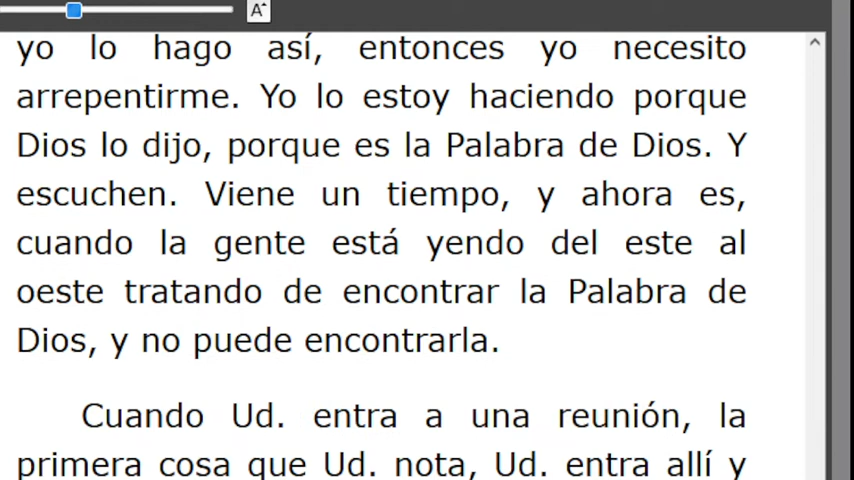 A
yo lo hago así, entonces yo necesito
arrepentirme. Yo lo estoy haciendo porque
Dios lo dijo, porque es la Palabra de Dios. Y
escuchen. Viene un tiempo, y ahora es,
cuando la gente está yendo del este al
oeste tratando de encontrar la Palabra de
Dios, y no puede encontrarla.
Cuando Ud. entra a una reunión, la
primera cosa que Ud. nota, Ud. entra allí y